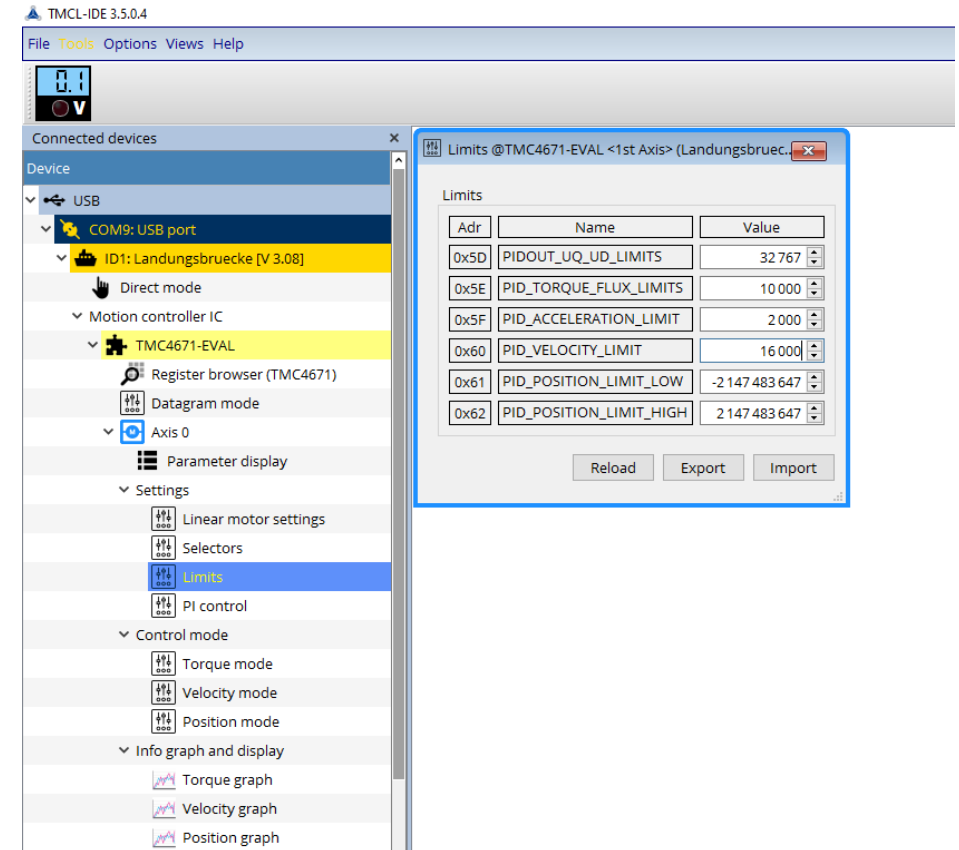 TMCL-IDE 3.5.0.4
File Tools Options Views Help
0.1
V
Connected devices
Device
USB
COM9: USB port
ID1: Landungsbruecke [V 3.08]
Direct mode
Motion controller IC
TMC4671-EVAL
Register browser (TMC4671)
Datagram mode
Axis 0
Parameter display
Settings
Linear motor settings
Selectors
Limits
PI control
Control mode
Torque mode
Velocity mode
Position mode
Info graph and display
Torque graph
Velocity graph
Position graph
Limits @TMC4671-EVAL <1st Axis> (Landungsbruec..
Limits
Adr Name Value
0x5D PIDOUT_UQ_UD_LIMITS 32 767
0x5E PID_TORQUE_FLUX_LIMITS 10 000
0x5F PID_ACCELERATION_LIMIT 2 000
0x60 PID_VELOCITY_LIMIT 16 000
0x61 PID_POSITION_LIMIT_LOW -2 147 483 647
0x62 PID_POSITION_LIMIT_HIGH 2 147 483 647
Reload Export Import